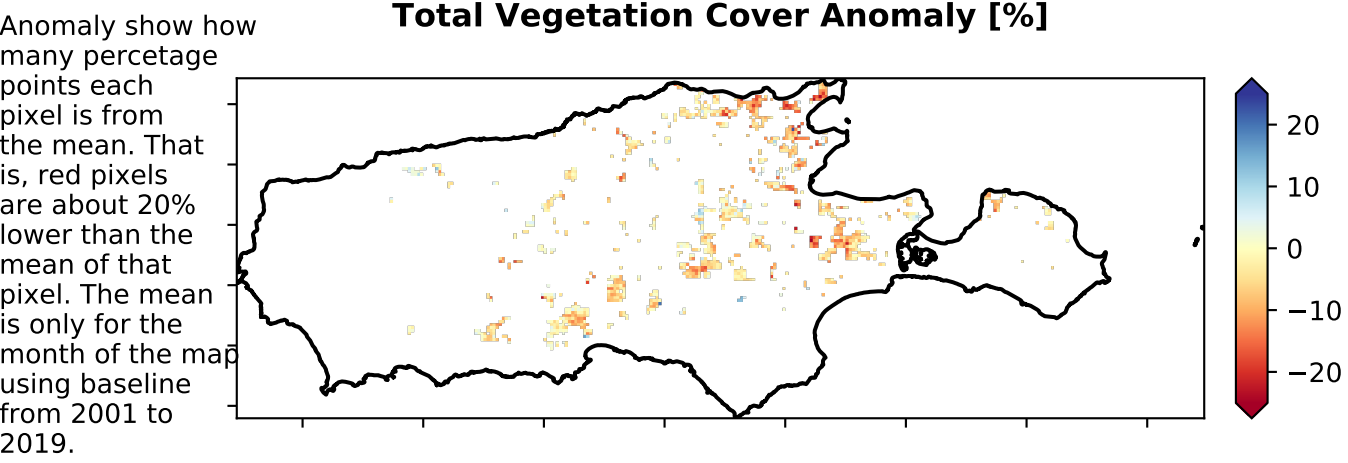 Total Vegetation Cover Anomaly [%]
Anomaly show how
many percetage
points each
pixel is from
the mean. That
is, red pixels
are about 20%
lower than the
mean of that
pixel. The mean
is only for the
month of the map
using baseline
from 2001 to
2019.
20
10
0
−10
−20